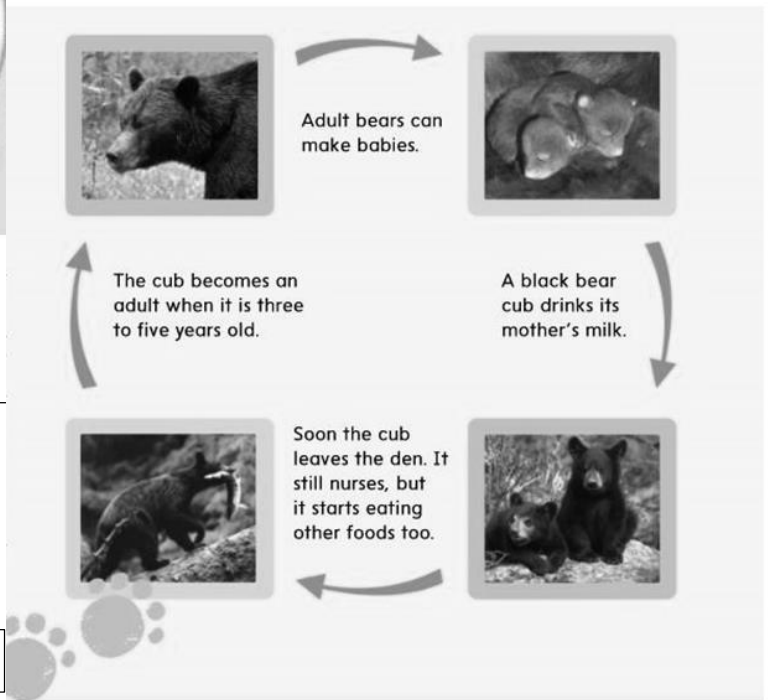 Adult bears can
make babies.
A black bear
cub drinks its
mother's milk.
Soon the cub
leaves the den. It
still nurses, but
it starts eating
other foods too.
The cub becomes an
adult when it is three
to five years old.